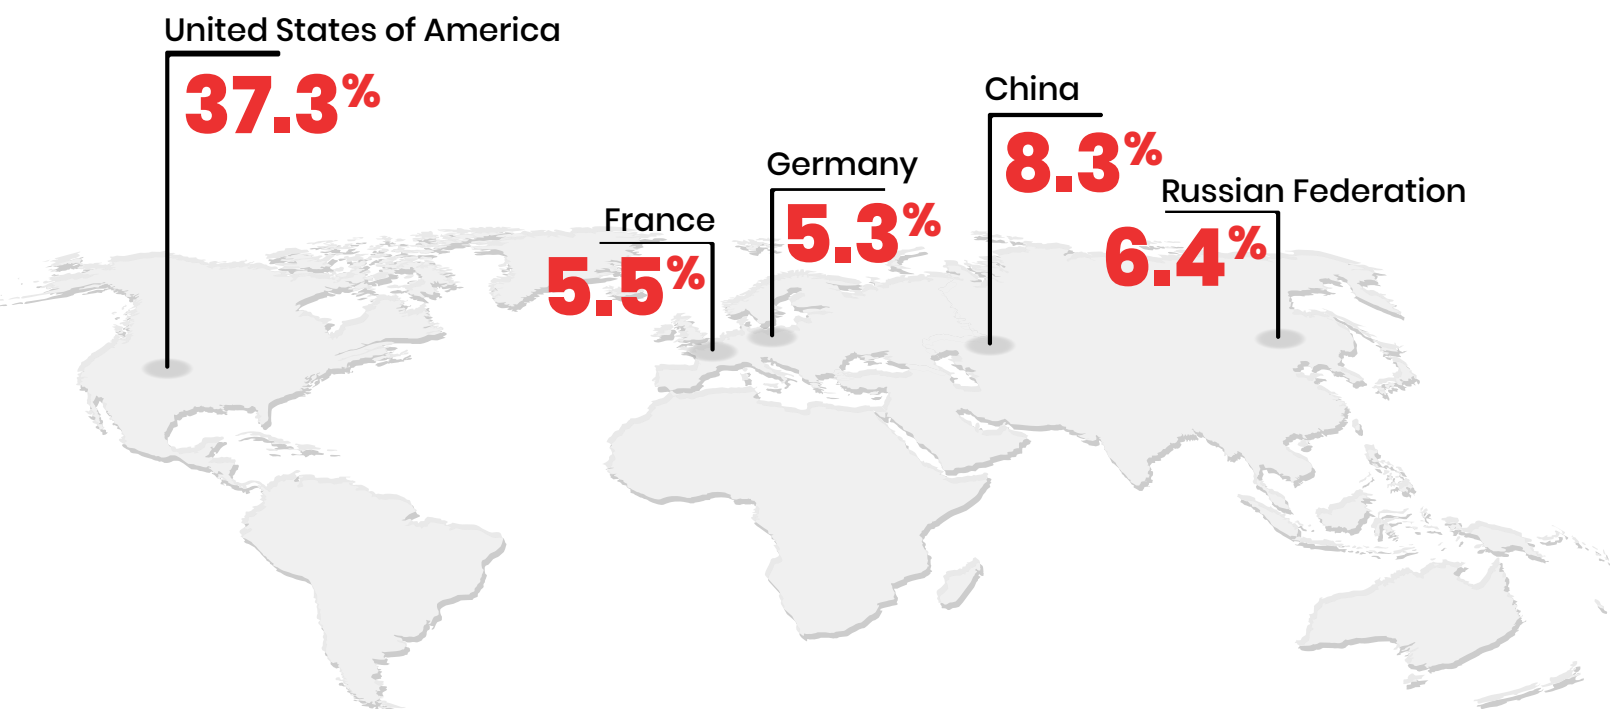 United States of America
37.3%
China
8.3%
Germany
5.3%
Russian Federation
6.4%
France
5.5%